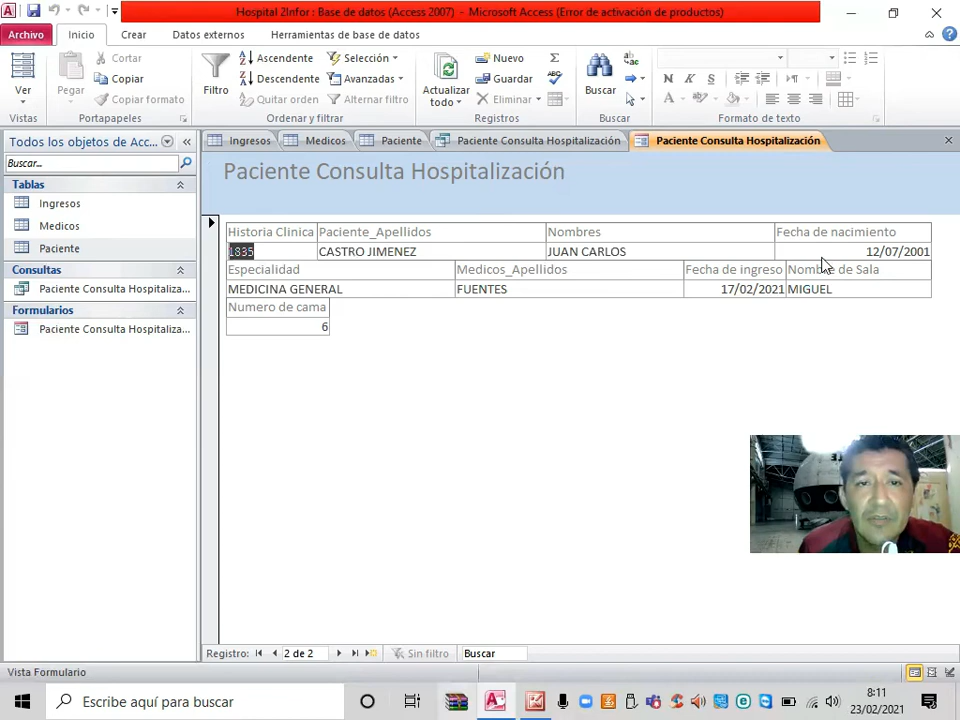 Hospital 2Infor : Base de datos (Access 2007) - Microsoft Access (Error de activación de productos)
Archivo Inicio Crear Datos externos Herramientas de base de datos
Ver
Vistas
Pegar
Cortar
Copiar
Copiar formato
Portapapeles
Filtro
Ascendente
Descendente
Quitar orden
Selección
Avanzadas
Alternar filtro
Ordenar y filtrar
Actualizar
todo
Nuevo
Guardar
Eliminar
Registros
Buscar
Buscar
N K S
Formato de texto
Todos los objetos de Acc...
Buscar...
Tablas
Ingresos
Medicos
Paciente
Consultas
Paciente Consulta Hospitaliza...
Formularios
Paciente Consulta Hospitaliza...
Ingresos Medicos Paciente Paciente Consulta Hospitalización Paciente Consulta Hospitalización
Paciente Consulta Hospitalización
Historia Clinica Paciente_Apellidos Nombres Fecha de nacimiento
1835 CASTRO JIMENEZ JUAN CARLOS 12/07/2001
Especialidad Medicos_Apellidos Fecha de ingreso Nombre de Sala
MEDICINA GENERAL FUENTES 17/02/2021 MIGUEL
Numero de cama
6
Registro: 2 de 2 Sin filtro Buscar
Vista Formulario
Escribe aquí para buscar
8:11
23/02/2021